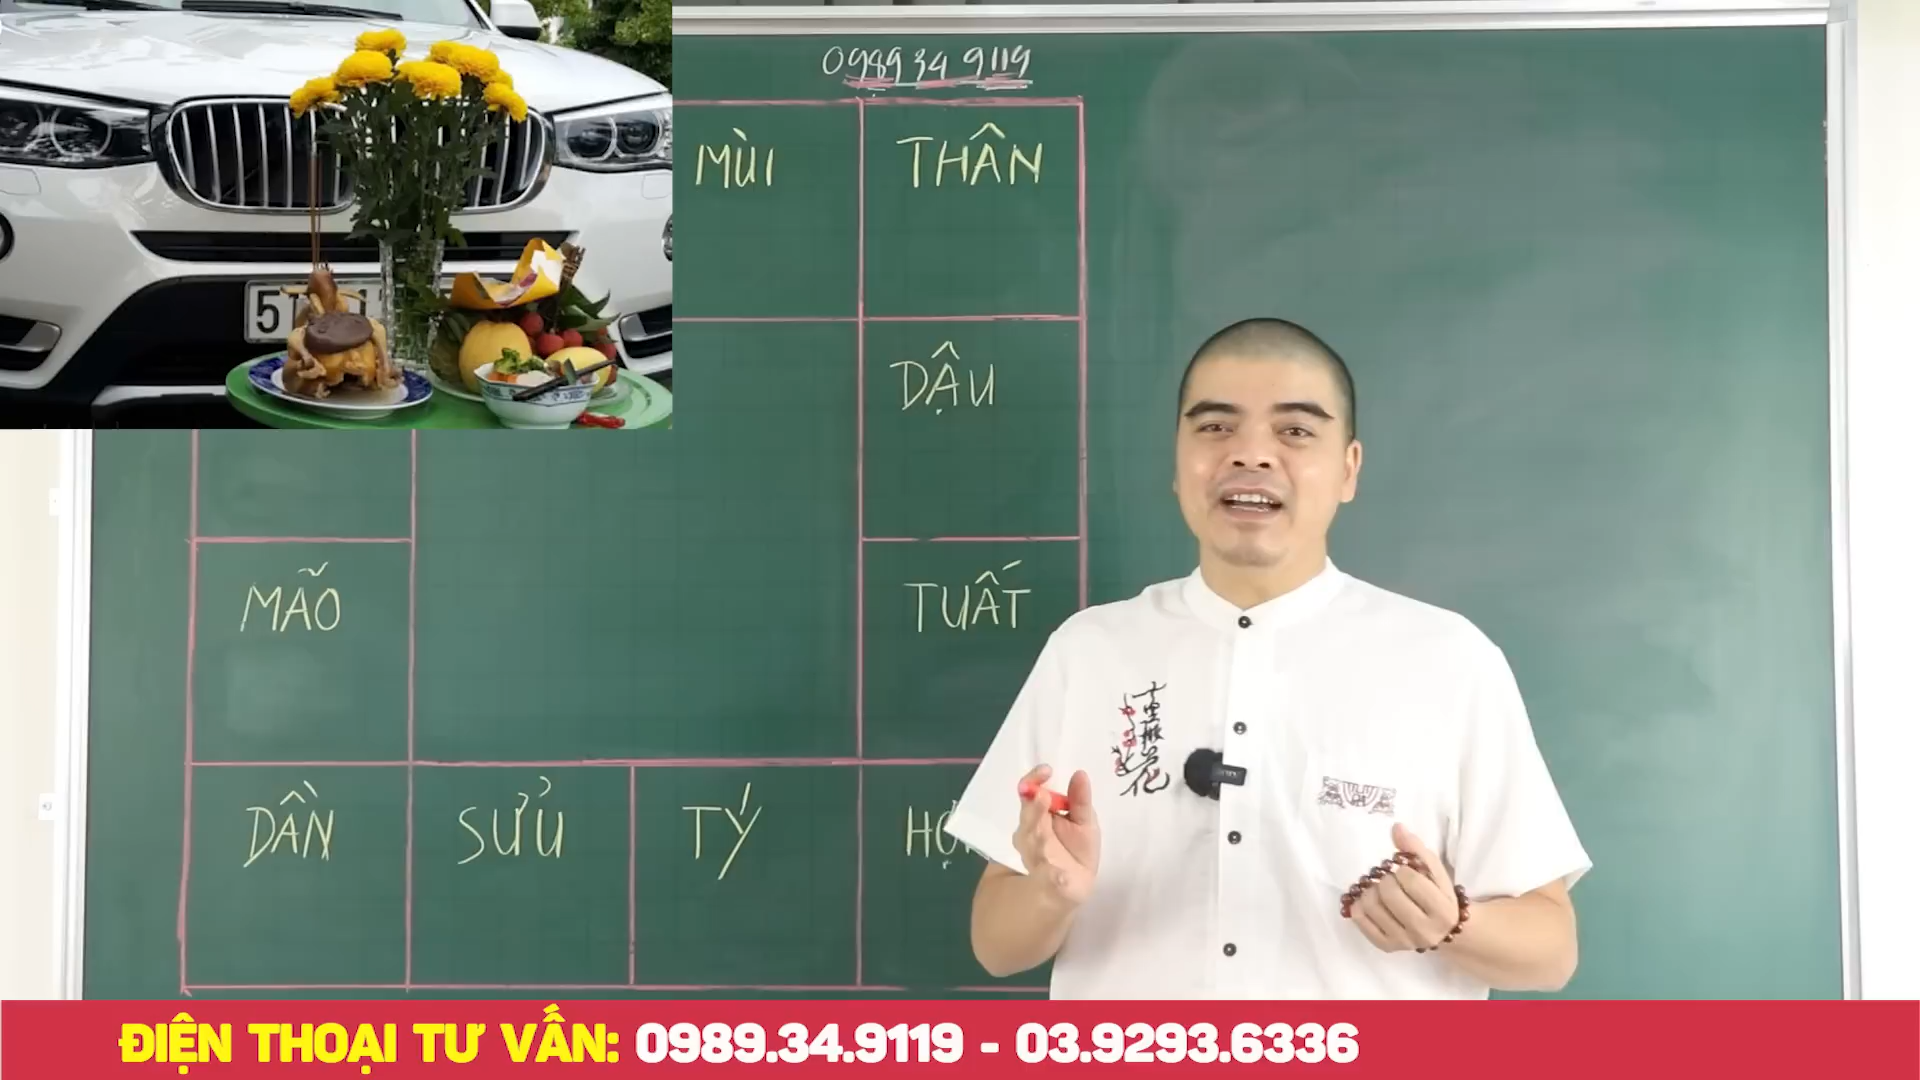 0989 34 9119
MÙI
THÂN
DẬU
MÃO
TUẤT
DẦN
SỬU
TÝ
ĐIỆN THOẠI TƯ VẤN: 0989.34.9119 - 03.9293.6336